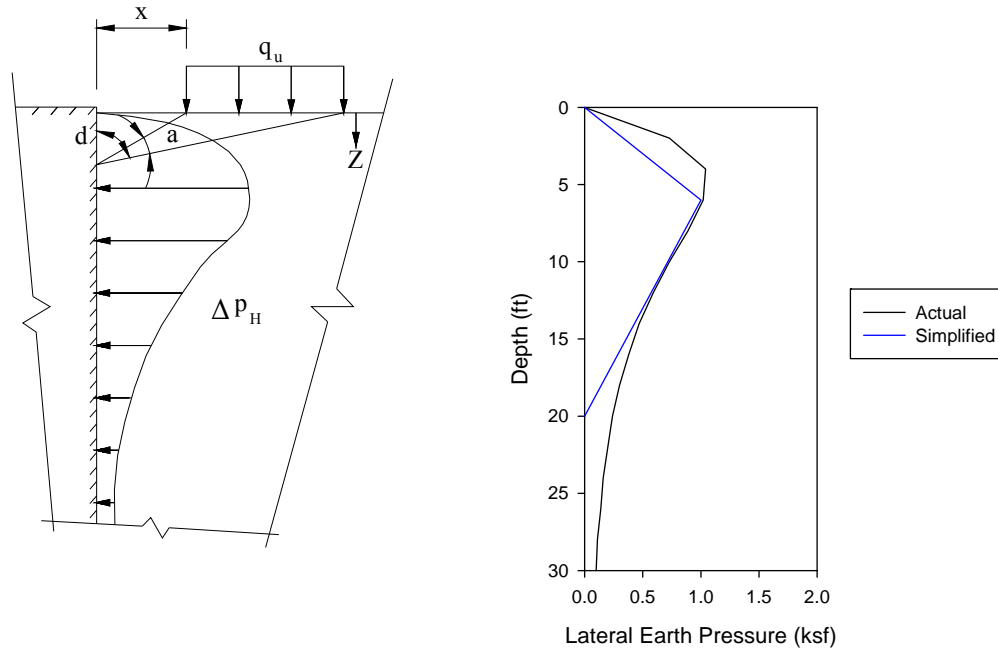 x
q u
d
a
Z
Δ P H
0
5
10
15
20
25
30
Depth (ft)
0.0 0.5 1.0 1.5 2.0
Lateral Earth Pressure (ksf)
Actual
Simplified